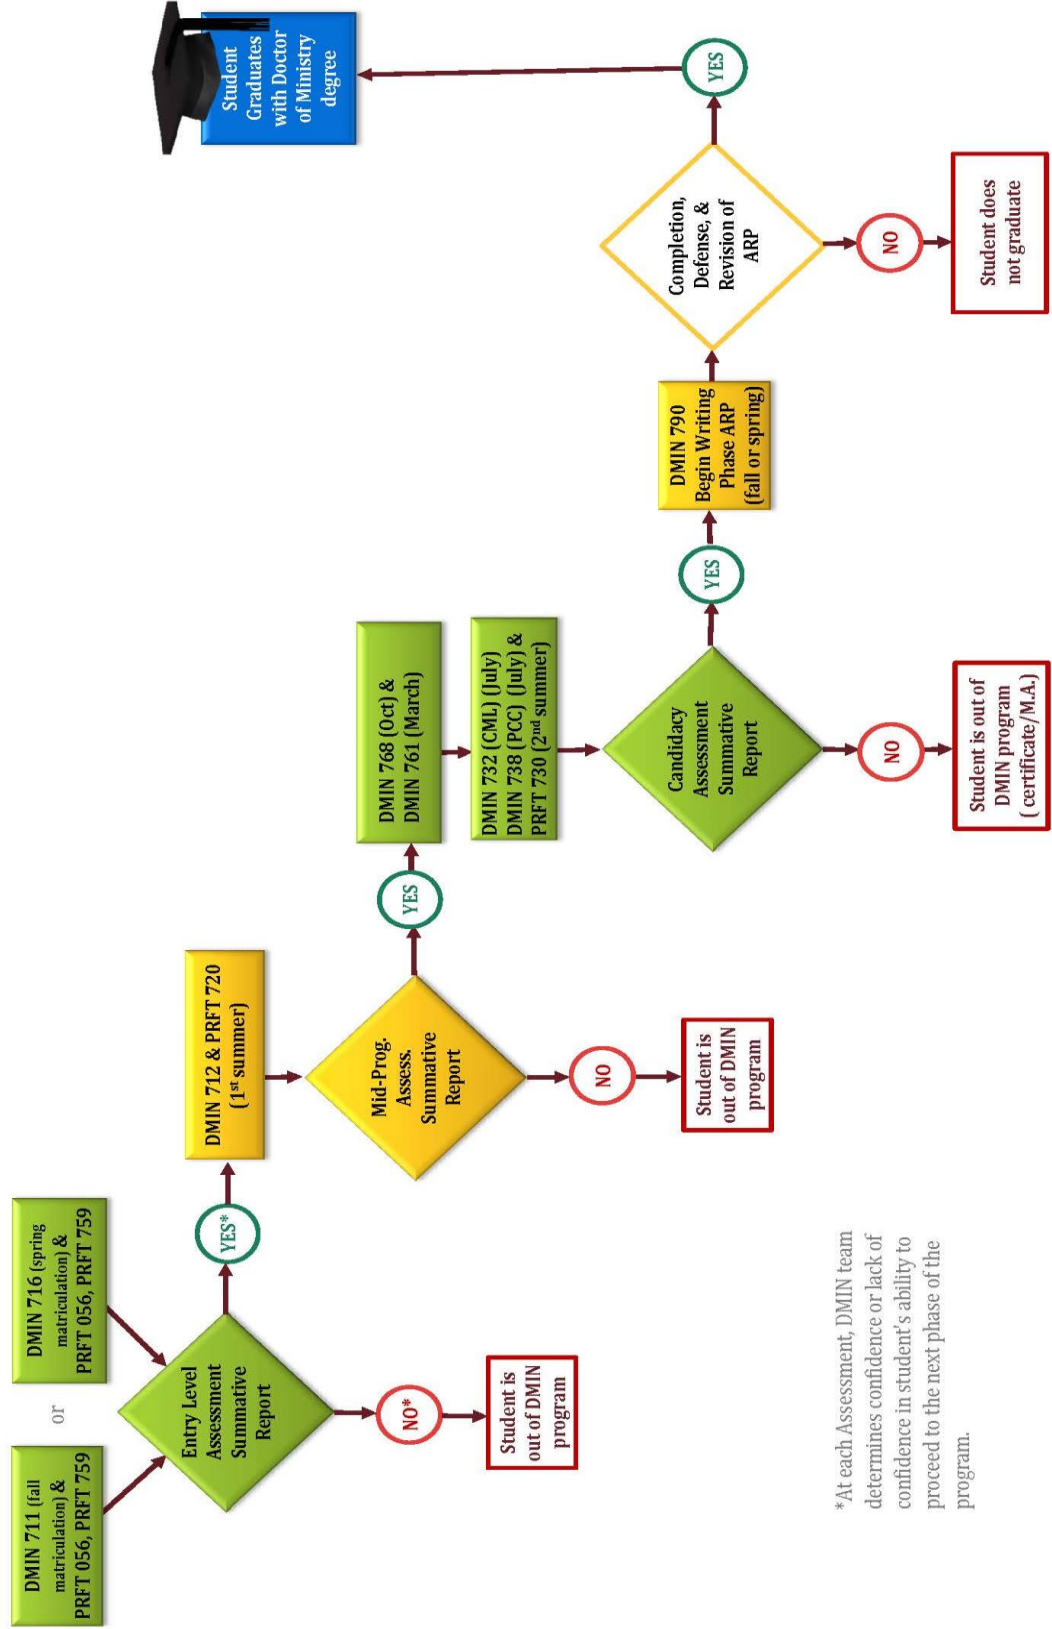 DMIN 711 (fall
matriculation) &
PRFT 056, PRFT 759
or
DMIN 716 (spring
matriculation) &
PRFT 056, PRFT 759
Entry Level
Assessment
Summative
Report
YES*
NO*
Student is
out of DMIN
program
DMIN 712 & PRFT 720
(1st summer)
Mid-Prog.
Assess.
Summative
Report
YES
NO
Student is
out of DMIN
program
DMIN 768 (Oct) &
DMIN 761 (March)
DMIN 732 (CML) (July)
DMIN 738 (PCC) (July) &
PRFT 730 (2nd summer)
Candidacy
Assessment
Summative
Report
YES
NO
Student is out of
DMIN program
( certificate/M.A.)
DMIN 790
Begin Writing
Phase ARP
(fall or spring)
Completion,
Defense, &
Revision of
ARP
YES
NO
Student does
not graduate
Student
Graduates
with Doctor
of Ministry
degree
*At each Assessment, DMIN team
determines confidence or lack of
confidence in student's ability to
proceed to the next phase of the
program.